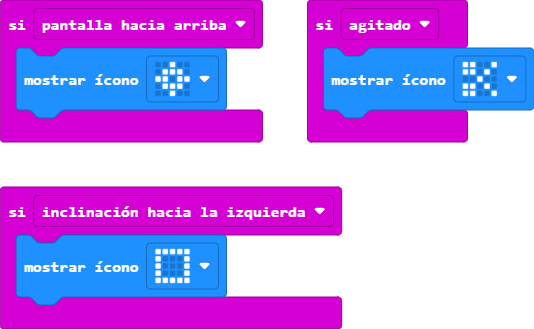 si pantalla hacia arriba
mostrar ícono
si agitado
mostrar ícono
si inclinación hacia la izquierda
mostrar ícono